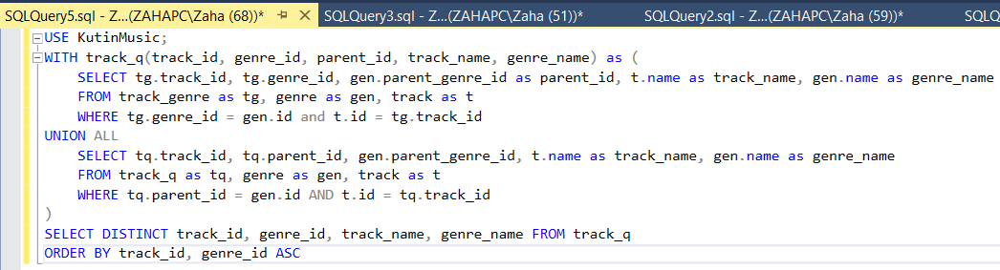 SQLQuery5.sql - Z...(ZAHAPC\Zaha (68))* SQLQuery3.sql - Z...(ZAHAPC\Zaha (51))* SQLQuery2.sql - Z...(ZAHAPC\Zaha (59))* SQLQ
USE KutinMusic;
WITH track_q(track_id, genre_id, parent_id, track_name, genre_name) as (
    SELECT tg.track_id, tg.genre_id, gen.parent_genre_id as parent_id, t.name as track_name, gen.name as genre_name
    FROM track_genre as tg, genre as gen, track as t
    WHERE tg.genre_id = gen.id and t.id = tg.track_id
UNION ALL
    SELECT tq.track_id, tq.parent_id, gen.parent_genre_id, t.name as track_name, gen.name as genre_name
    FROM track_q as tq, genre as gen, track as t
    WHERE tq.parent_id = gen.id AND t.id = tq.track_id
)
SELECT DISTINCT track_id, genre_id, track_name, genre_name FROM track_q
ORDER BY track_id, genre_id ASC